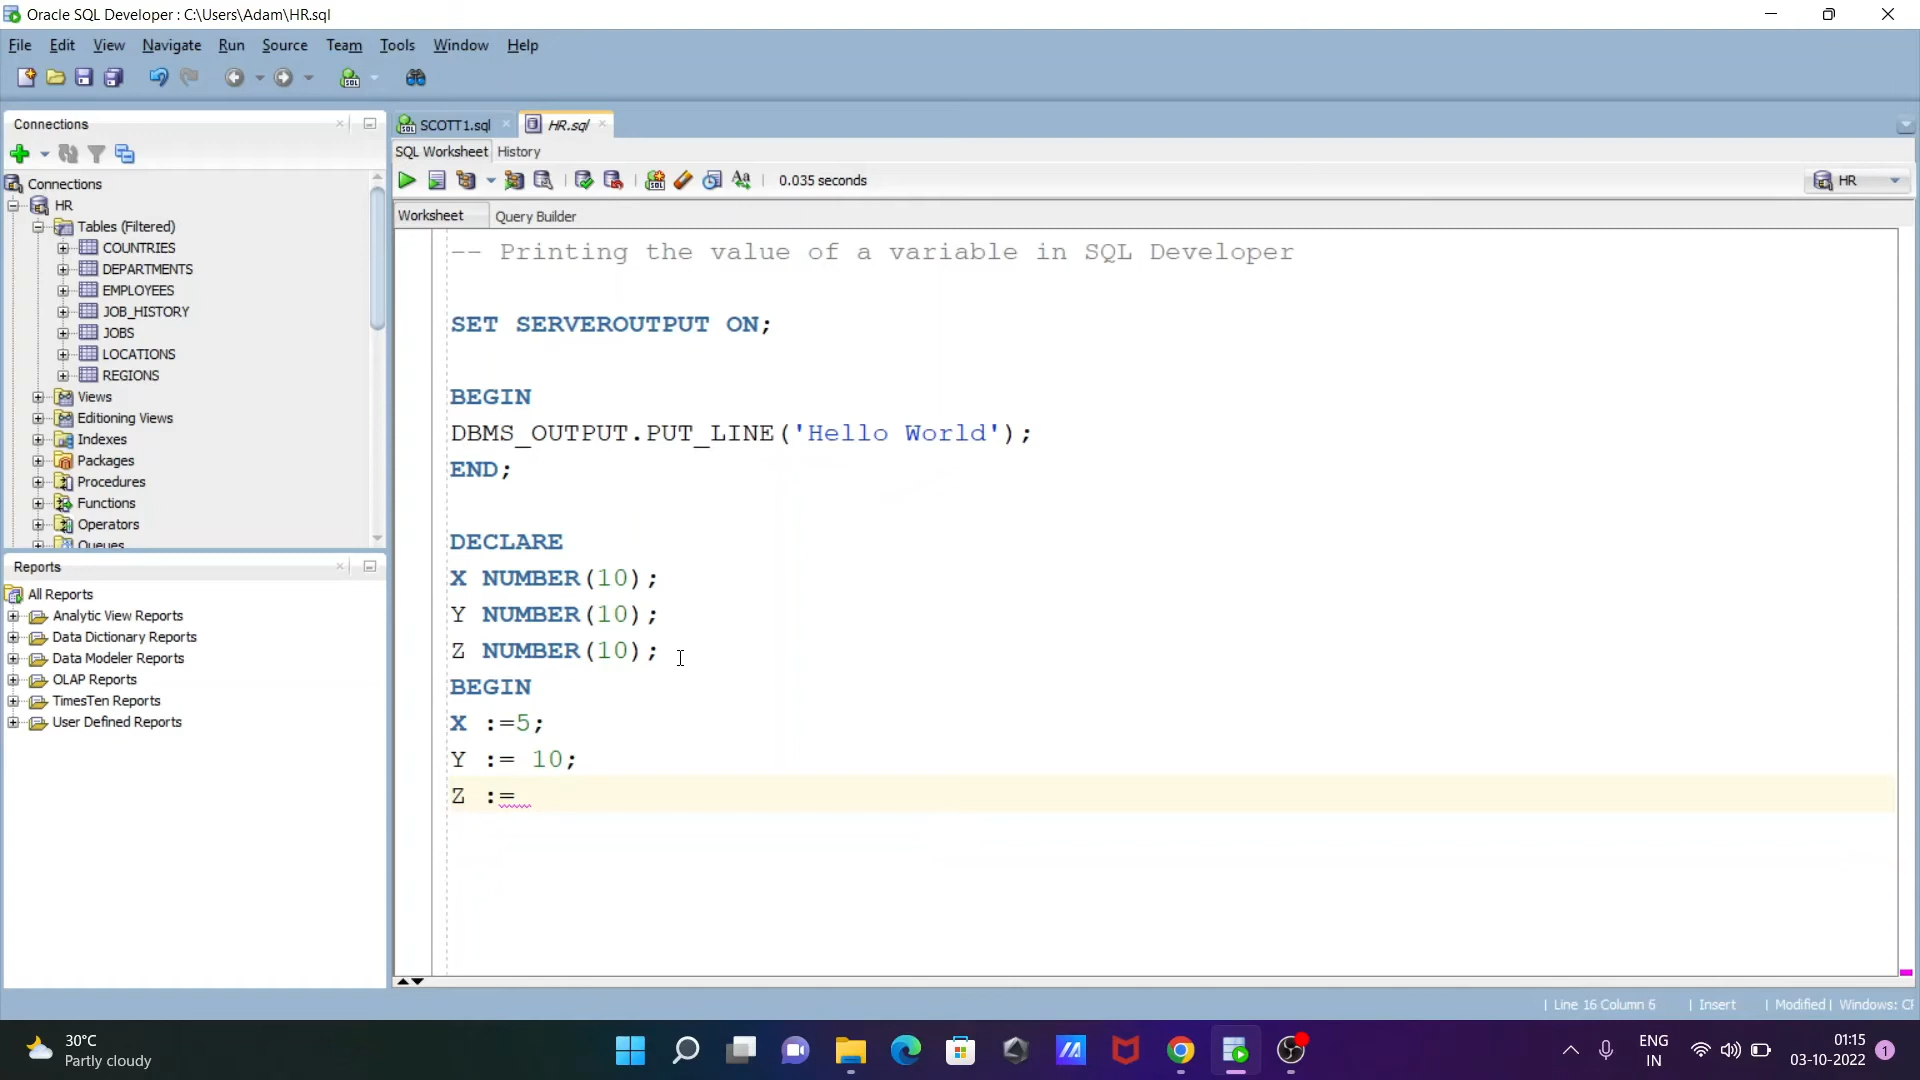 Oracle SQL Developer : C:\Users\Adam\HR.sql
File Edit View Navigate Run Source Team Tools Window Help
Connections
SCOTT1.sql HR.sql
SQL Worksheet History
0.035 seconds
HR
Worksheet Query Builder
Connections
HR
Tables (Filtered)
COUNTRIES
DEPARTMENTS
EMPLOYEES
JOB_HISTORY
JOBS
LOCATIONS
REGIONS
Views
Editioning Views
Indexes
Packages
Procedures
Functions
Operators
Queues
Reports
All Reports
Analytic View Reports
Data Dictionary Reports
Data Modeler Reports
OLAP Reports
TimesTen Reports
User Defined Reports
-- Printing the value of a variable in SQL Developer
SET SERVEROUTPUT ON;
BEGIN
DBMS_OUTPUT.PUT_LINE('Hello World');
END;
DECLARE
X NUMBER(10);
Y NUMBER(10);
Z NUMBER(10);
BEGIN
X :=5;
Y := 10;
Z :=
| Line 16 Column 6 | Insert | Modified | Windows: C
30°C
Partly cloudy
ENG
IN
01:15
03-10-2022
1